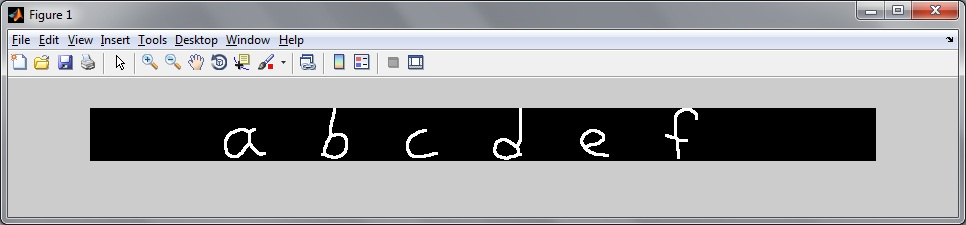 Figure 1
File Edit View Insert Tools Desktop Window Help
a b c d e f